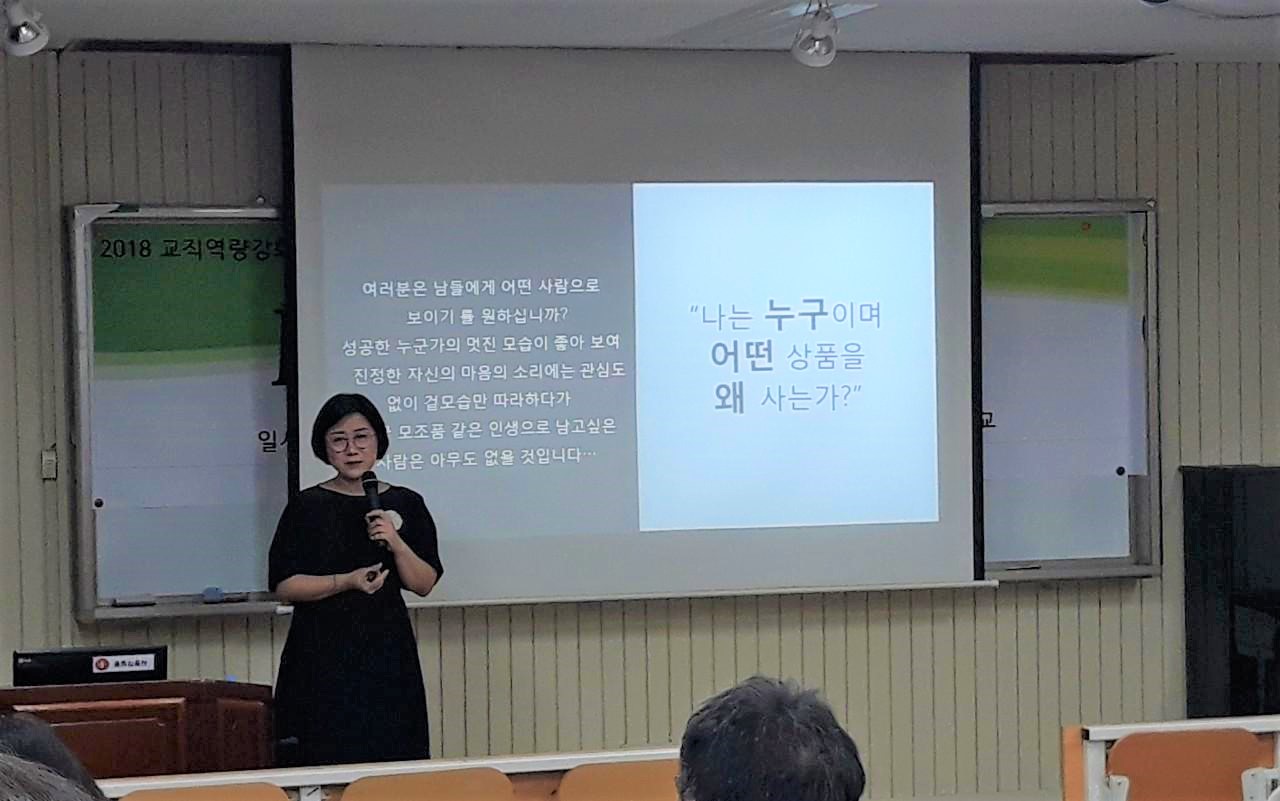 2018 교직역량강화
일시
여러분은 남들에게 어떤 사람으로
보이기 를 원하십니까?
성공한 누군가의 멋진 모습이 좋아 보여
진정한 자신의 마음의 소리에는 관심도
없이 겉모습만 따라하다가
모조품 같은 인생으로 남고싶은
사람은 아무도 없을 것입니다…
“나는 누구이며
어떤 상품을
왜 사는가?”
교